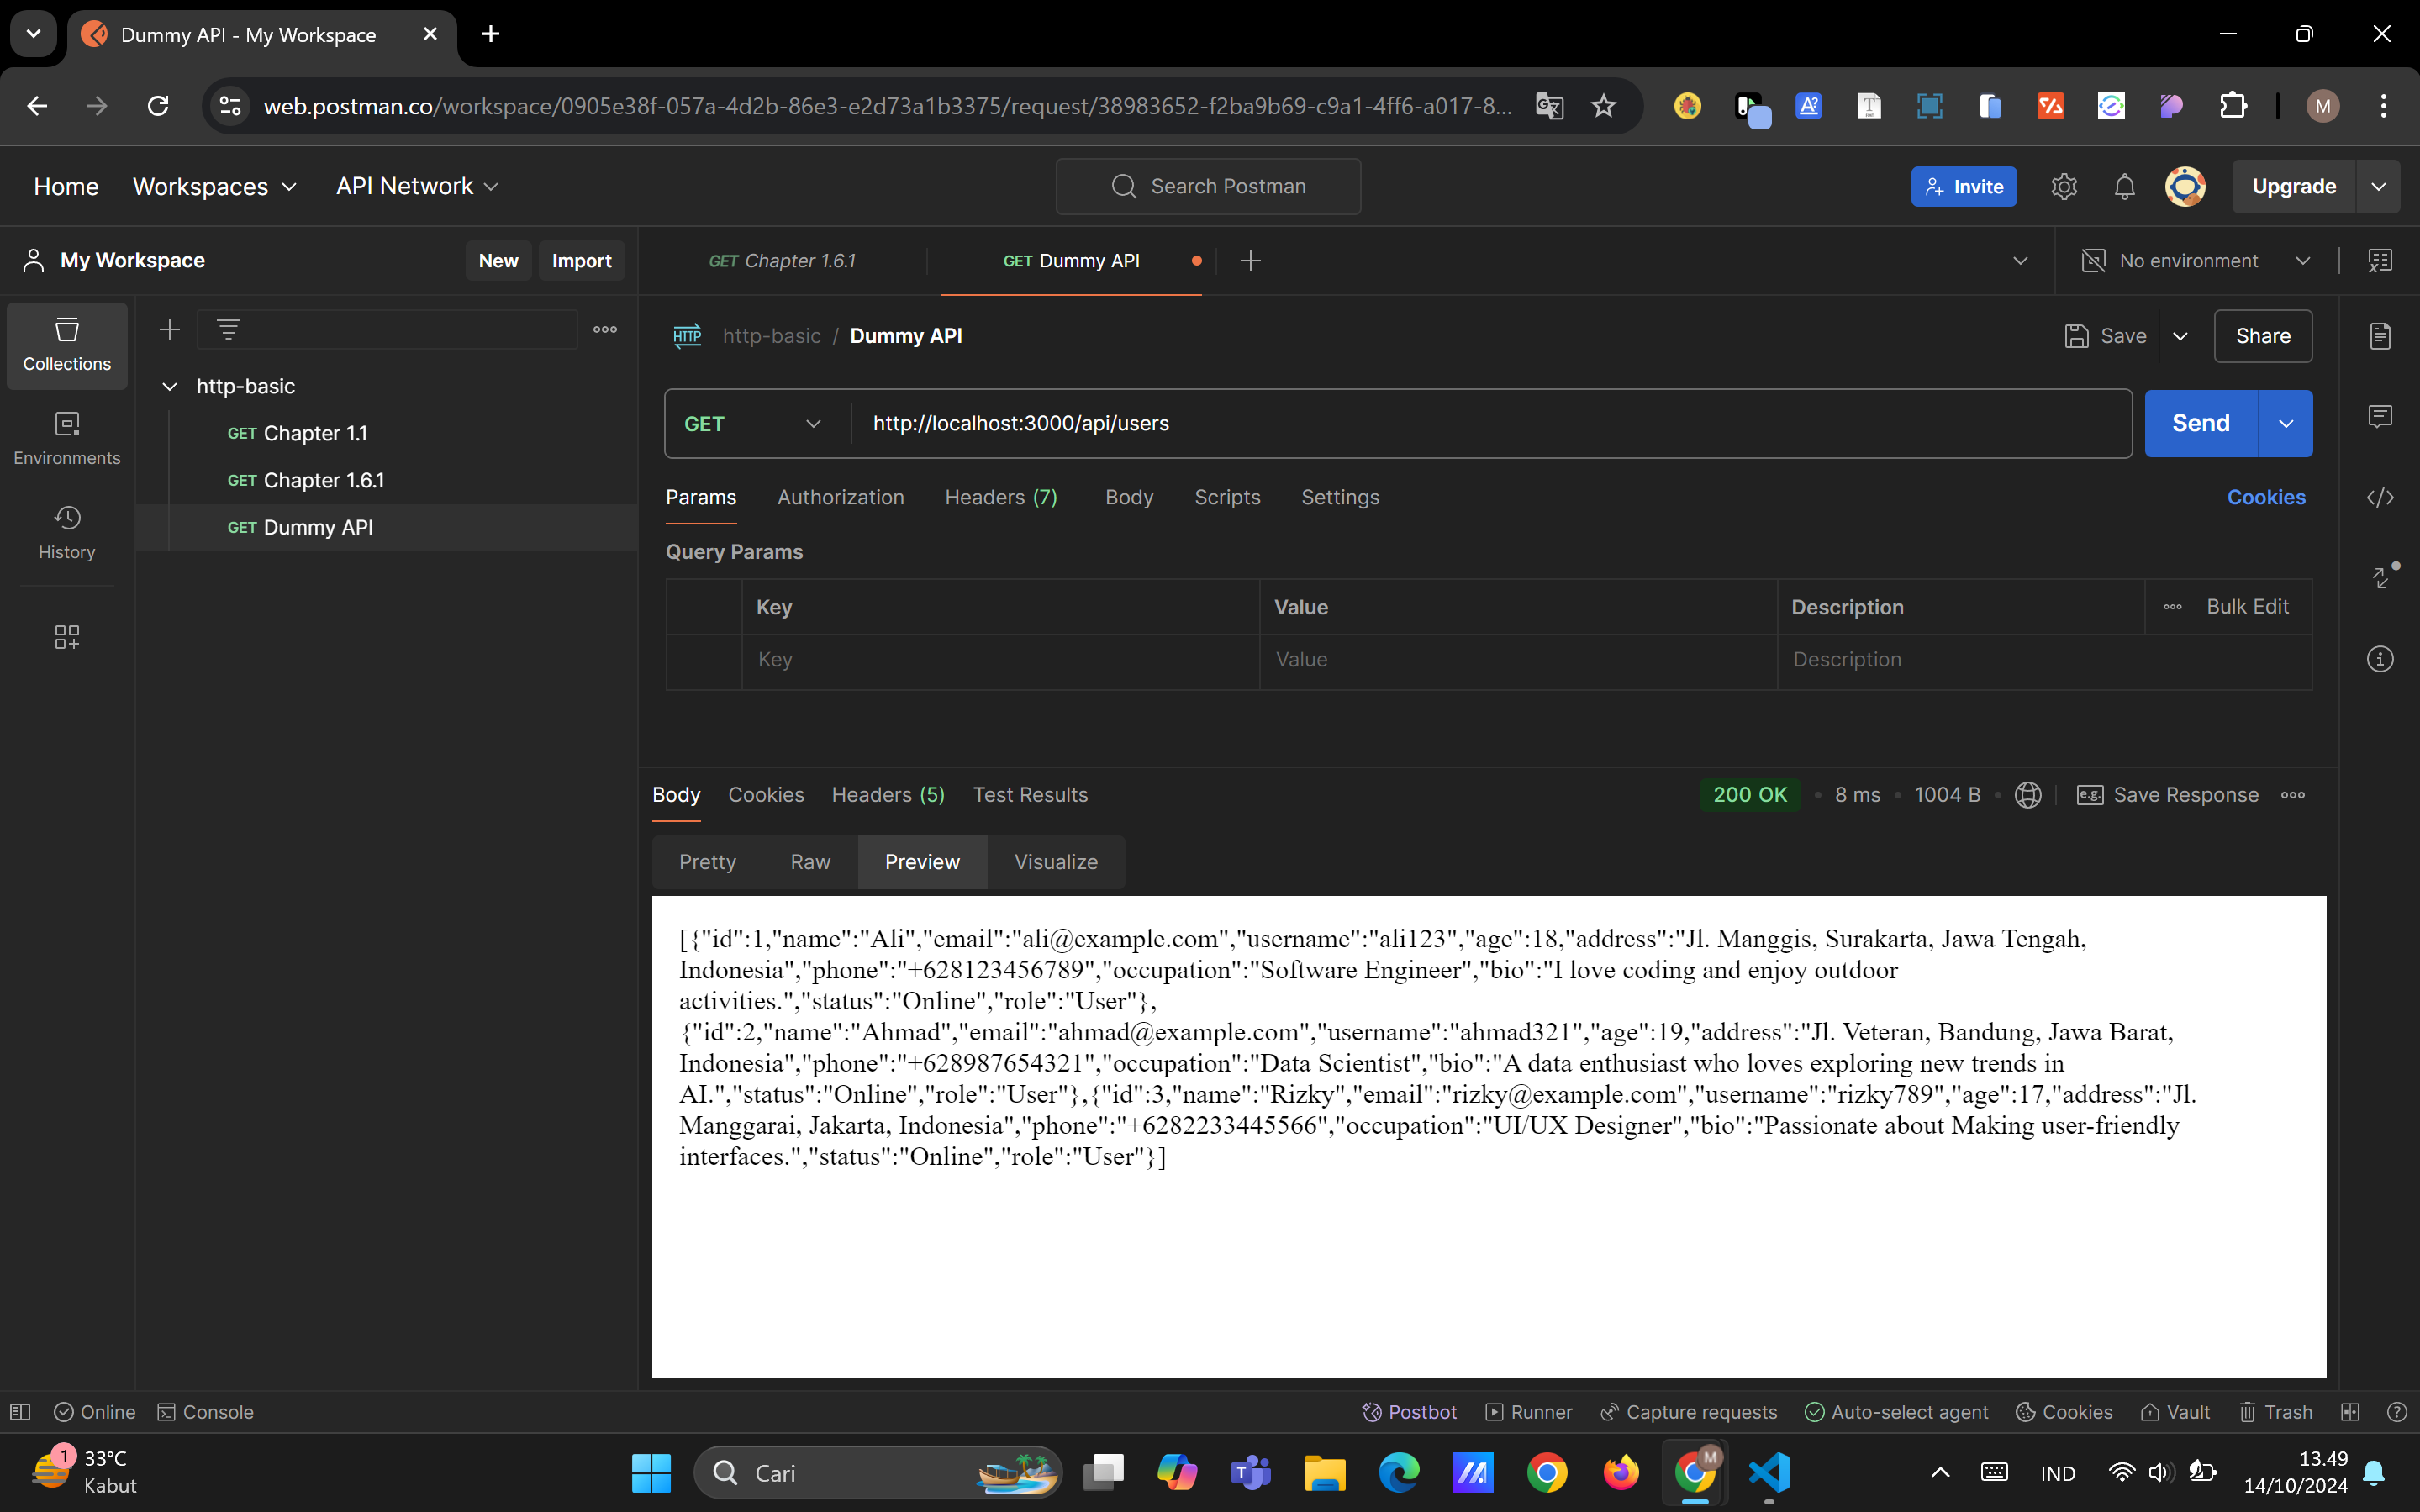 Dummy API - My Workspace
web.postman.co/workspace/0905e38f-057a-4d2b-86e3-e2d73a1b3375/request/38983652-f2ba9b69-c9a1-4ff6-a017-8...
M
Home Workspaces API Network
Search Postman
Invite
Upgrade
My Workspace
New Import
GET Chapter 1.6.1
GET Dummy API
No environment
Collections
Environments
History
http-basic
GET Chapter 1.1
GET Chapter 1.6.1
GET Dummy API
HTTP http-basic / Dummy API
Save Share
GET http://localhost:3000/api/users
Send
Params Authorization Headers (7) Body Scripts Settings Cookies
Query Params
Key Value Description Bulk Edit
Key Value Description
Body Cookies Headers (5) Test Results
200 OK 8 ms 1004 B e.g. Save Response
Pretty Raw Preview Visualize
[{"id":1,"name":"Ali","email":"ali@example.com","username":"ali123","age":18,"address":"Jl. Manggis, Surakarta, Jawa Tengah,
Indonesia","phone":"+628123456789","occupation":"Software Engineer","bio":"I love coding and enjoy outdoor
activities.","status":"Online","role":"User"},
{"id":2,"name":"Ahmad","email":"ahmad@example.com","username":"ahmad321","age":19,"address":"Jl. Veteran, Bandung, Jawa Barat,
Indonesia","phone":"+628987654321","occupation":"Data Scientist","bio":"A data enthusiast who loves exploring new trends in
AI.","status":"Online","role":"User"},{"id":3,"name":"Rizky","email":"rizky@example.com","username":"rizky789","age":17,"address":"Jl.
Manggarai, Jakarta, Indonesia","phone":"+6282233445566","occupation":"UI/UX Designer","bio":"Passionate about Making user-friendly
interfaces.","status":"Online","role":"User"}]
Online Console
Postbot Runner Capture requests Auto-select agent Cookies Vault Trash
1
33°C
Kabut
Cari
M
IND
13.49
14/10/2024